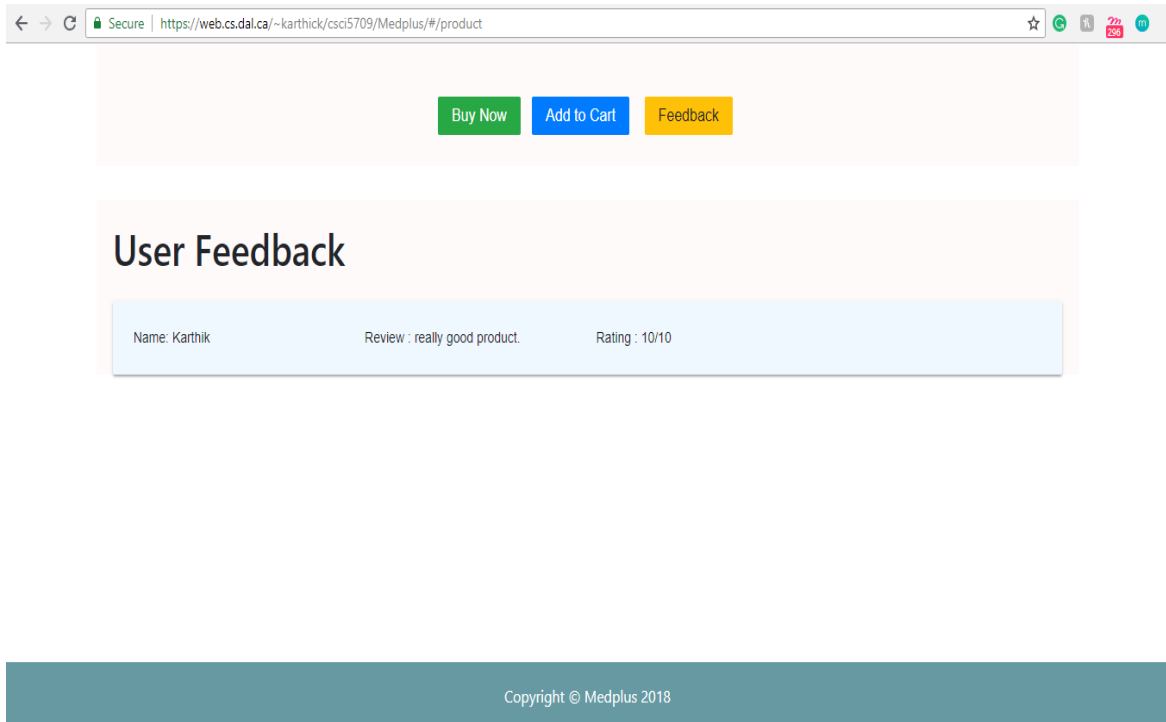 Secure | https://web.cs.dal.ca/~karthick/csci5709/Medplus/#/product
296 m
Buy Now Add to Cart Feedback
User Feedback
Name: Karthik Review : really good product. Rating : 10/10
Copyright © Medplus 2018